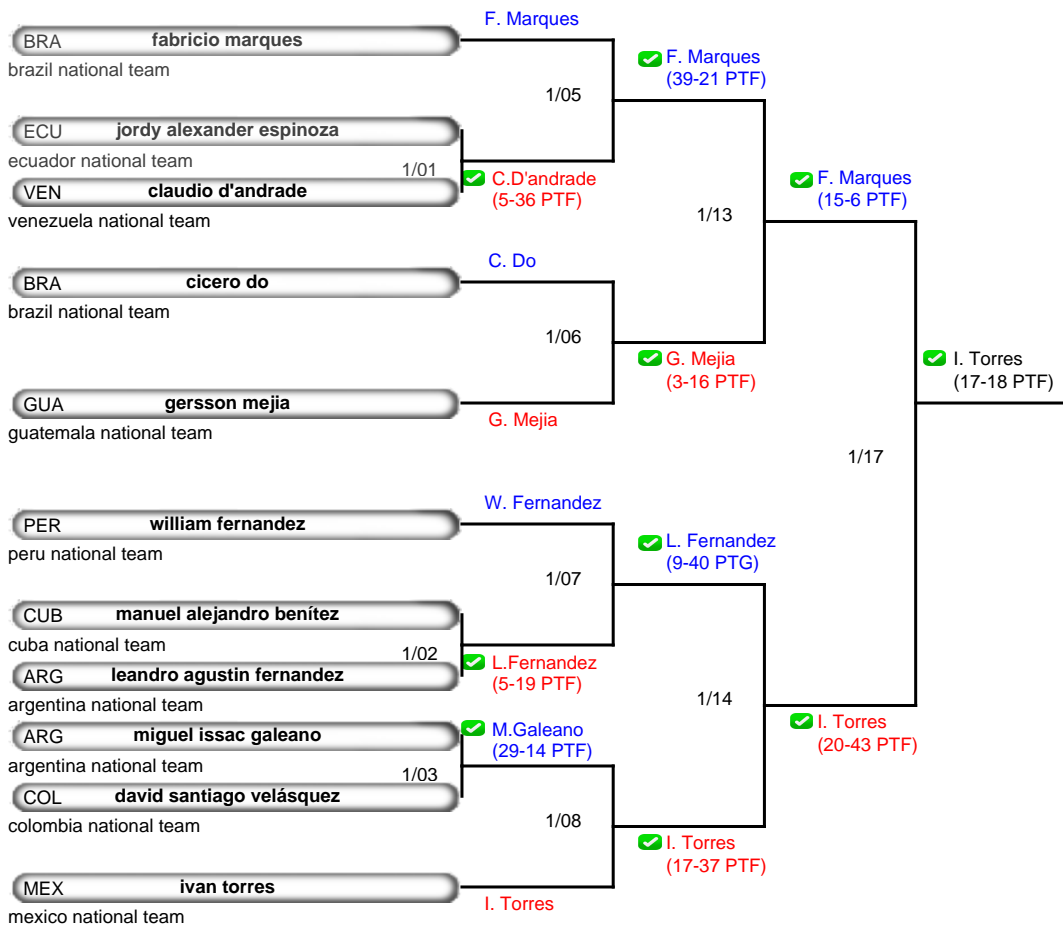 F. Marques
BRA fabricio marques
brazil national team
F. Marques
(39-21 PTF)
1/05
ECU jordy alexander espinoza
ecuador national team
1/01
VEN claudio d'andrade
venezuela national team
C.D'andrade
(5-36 PTF)
F. Marques
(15-6 PTF)
1/13
C. Do
BRA cicero do
brazil national team
1/06
G. Mejia
(3-16 PTF)
GUA gersson mejia
guatemala national team
G. Mejia
I. Torres
(17-18 PTF)
1/17
W. Fernandez
PER william fernandez
peru national team
L. Fernandez
(9-40 PTG)
1/07
CUB manuel alejandro benítez
cuba national team
1/02
ARG leandro agustin fernandez
argentina national team
L.Fernandez
(5-19 PTF)
1/14
I. Torres
(20-43 PTF)
ARG miguel issac galeano
argentina national team
M.Galeano
(29-14 PTF)
1/03
COL david santiago velásquez
colombia national team
1/08
I. Torres
(17-37 PTF)
MEX ivan torres
mexico national team
I. Torres